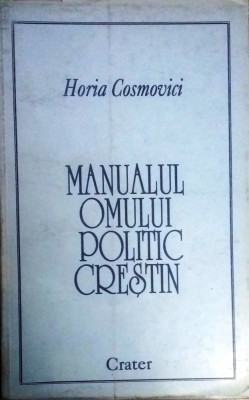 Horia Cosmovici
MANUALUL
OMULUI
POLITIC
CREȘTIN
Crater